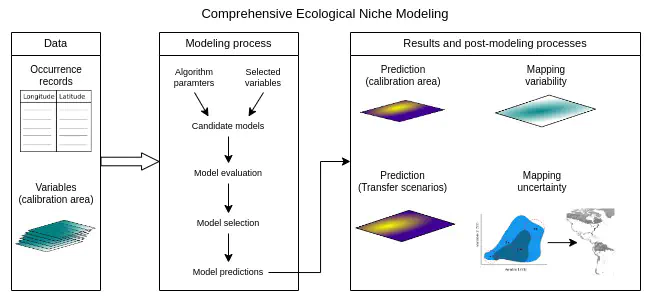 Comprehensive Ecological Niche Modeling
Data
Occurrence
records
Longitude Latitude
Variables
(calibration area)
Modeling process
Algorithm
paramters
Selected
variables
Candidate models
Model evaluation
Model selection
Model predictions
Results and post-modeling processes
Prediction
(calibration area)
Mapping
variability
Prediction
(Transfer scenarios)
Mapping
uncertainty